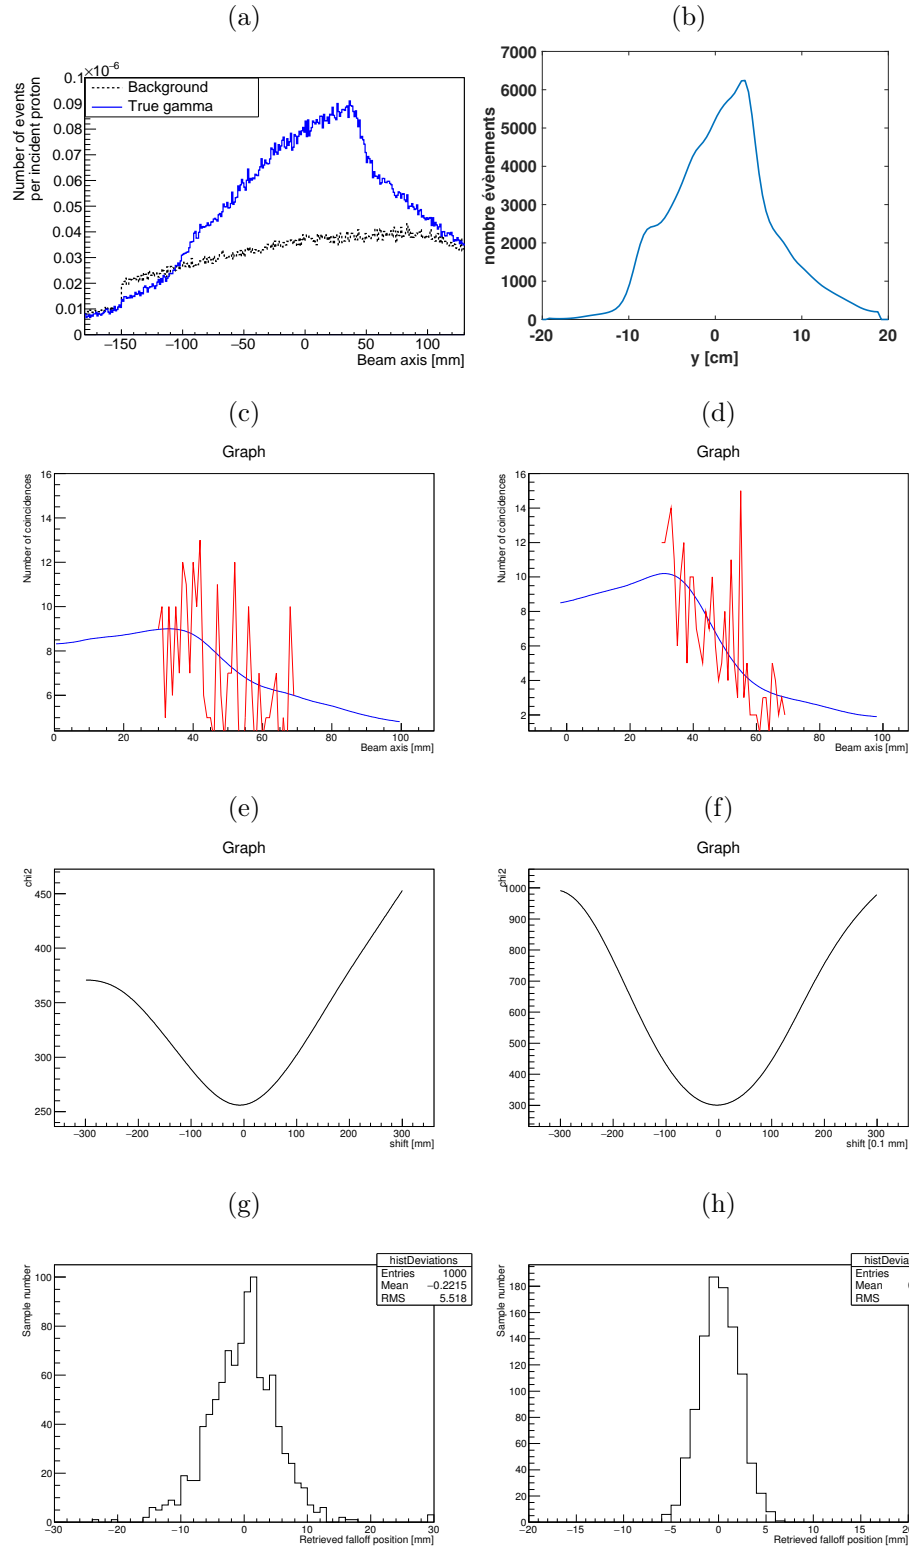 (a)
(b)
×10⁻⁶
Number of events
per incident proton
0.1
0.09
0.08
0.07
0.06
0.05
0.04
0.03
0.02
0.01
0
Background
True gamma
−150
−100
−50
0
50
100
Beam axis [mm]
nombre évènements
7000
6000
5000
4000
3000
2000
1000
0
-20
-10
0
10
20
y [cm]
(c)
(d)
Graph
Number of coincidences
16
14
12
10
8
6
0
20
40
60
80
100
Beam axis [mm]
Graph
Number of coincidences
16
14
12
10
8
6
4
2
0
20
40
60
80
100
Beam axis [mm]
(e)
(f)
Graph
chi2
450
400
350
300
250
−300
−200
−100
0
100
200
300
shift [mm]
Graph
chi2
1000
900
800
700
600
500
400
300
−300
−200
−100
0
100
200
300
shift [0.1 mm]
(g)
(h)
Sample number
100
80
60
40
20
0
histDeviations
Entries 1000
Mean −0.2215
RMS 5.518
−30
−20
−10
0
10
20
30
Retrieved falloff position [mm]
Sample number
180
160
140
120
100
80
60
40
20
0
histDevia
Entries
Mean
RMS
−20
−15
−10
−5
0
5
10
15
20
Retrieved falloff position [mm]